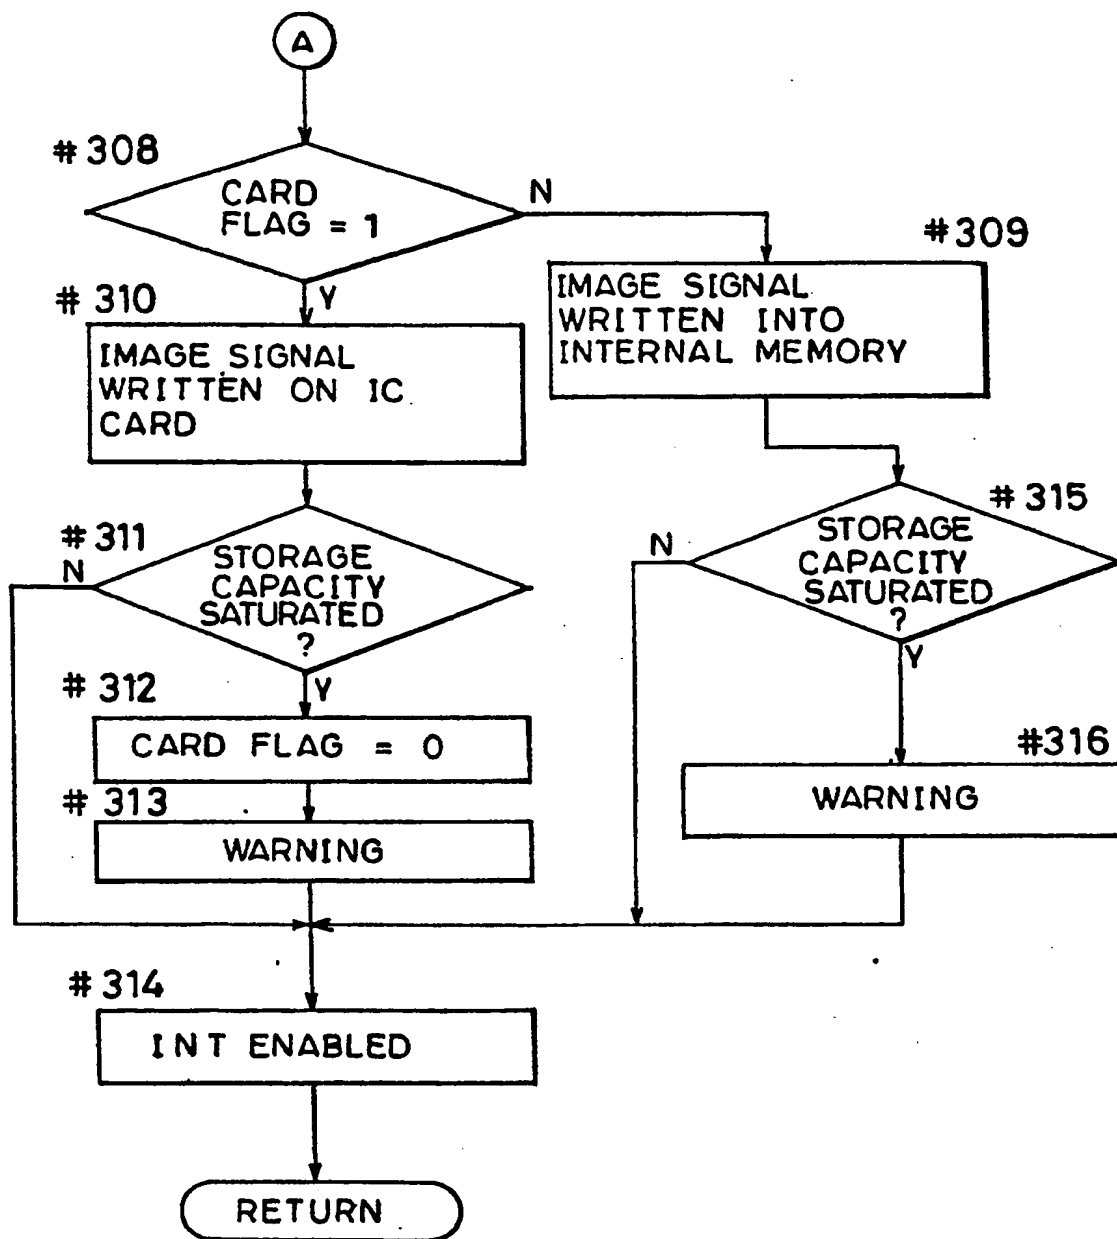 A
#308
CARD
FLAG = 1
N
#309
Y
#310
IMAGE SIGNAL
WRITTEN ON IC
CARD
IMAGE SIGNAL
WRITTEN INTO
INTERNAL MEMORY
#311
N
STORAGE
CAPACITY
SATURATED
?
Y
#315
N
STORAGE
CAPACITY
SATURATED
?
Y
#312
CARD FLAG = 0
#313
WARNING
#316
WARNING
#314
INT ENABLED
RETURN